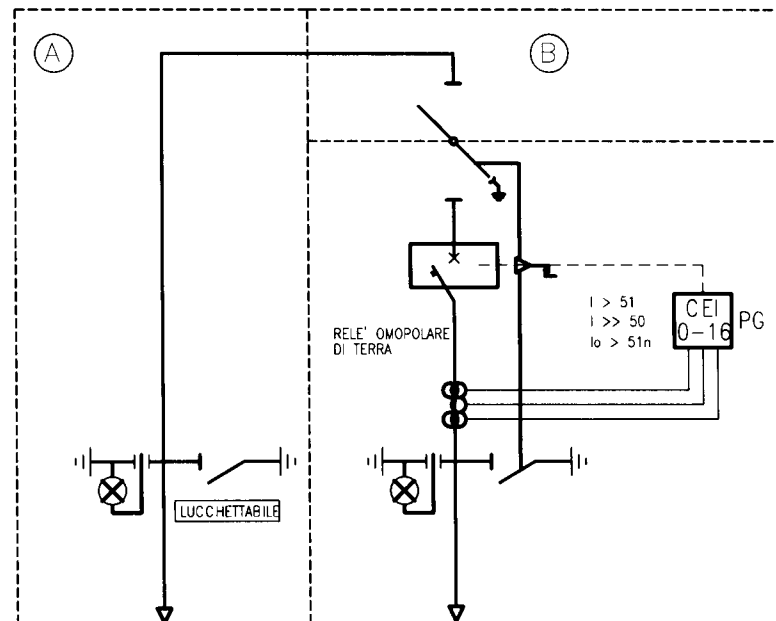 A
B
I > 51
I >> 50
Io > 51n
CEI
0-16
PG
RELE' OMOPOLARE
DI TERRA
LUCCHETTABILE